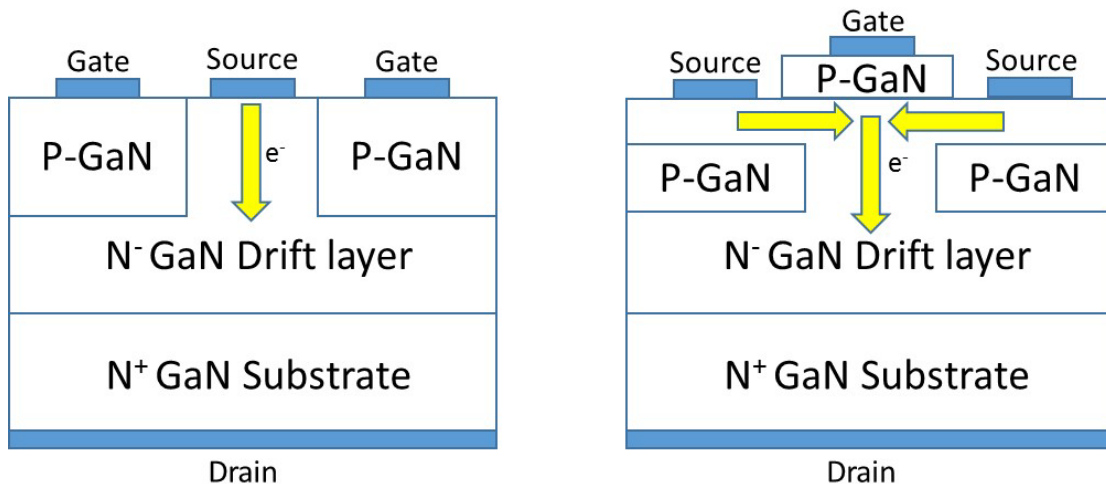 Gate Source Gate
P-GaN P-GaN
e⁻
N⁻ GaN Drift layer
N⁺ GaN Substrate
Drain
Gate
Source P-GaN Source
P-GaN e⁻ P-GaN
N⁻ GaN Drift layer
N⁺ GaN Substrate
Drain